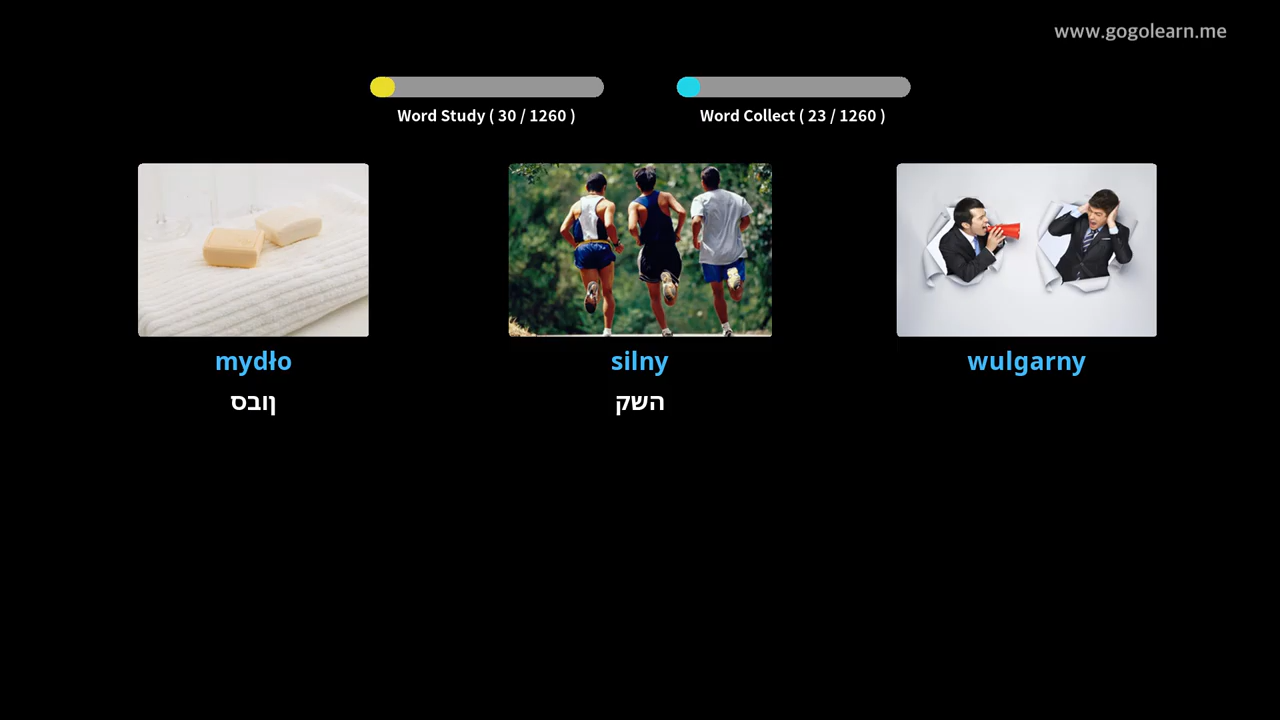 www.gogolearn.me
Word Study ( 30 / 1260 )
Word Collect ( 23 / 1260 )
mydło
silny
wulgarny
ןובס
השק